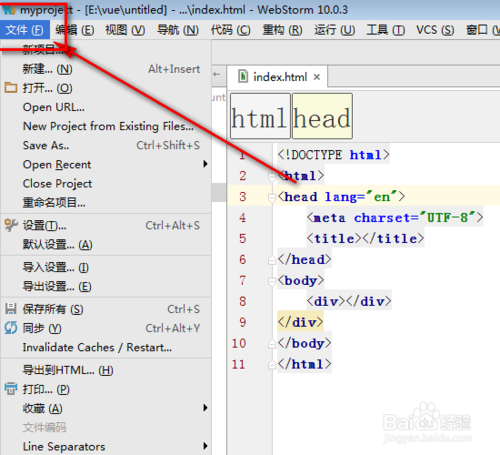 myproject - [E:\vue\untitled] - ...\index.html - WebStorm 10.0.3
文件(F) 编辑(E) 视图(V) 导航(N) 代码(C) 重构(R) 运行(U) 工具(T) VCS(S) 窗口
新项目...
新建... (N) Alt+Insert
打开... (O)
Open URL...
New Project from Existing Files...
Save As.. Ctrl+Shift+S
Open Recent
Close Project
重命名项目...
设置(T)... Ctrl+Alt+S
默认设置... (A)
导入设置... (I)
导出设置... (E)
保存所有 (S) Ctrl+S
同步 (Y) Ctrl+Alt+Y
Invalidate Caches / Restart...
导出到HTML... (H)
打印... (P)
收藏 (A)
文件编码
Line Separators
index.html ×
html head
1 <!DOCTYPE html>
2 <html>
3 <head lang="en">
4 <meta charset="UTF-8">
5 <title></title>
6 </head>
7 <body>
8 <div></div>
9 </div>
10 </body>
11 </html>
Baidu 经验
jingyan.baidu.com